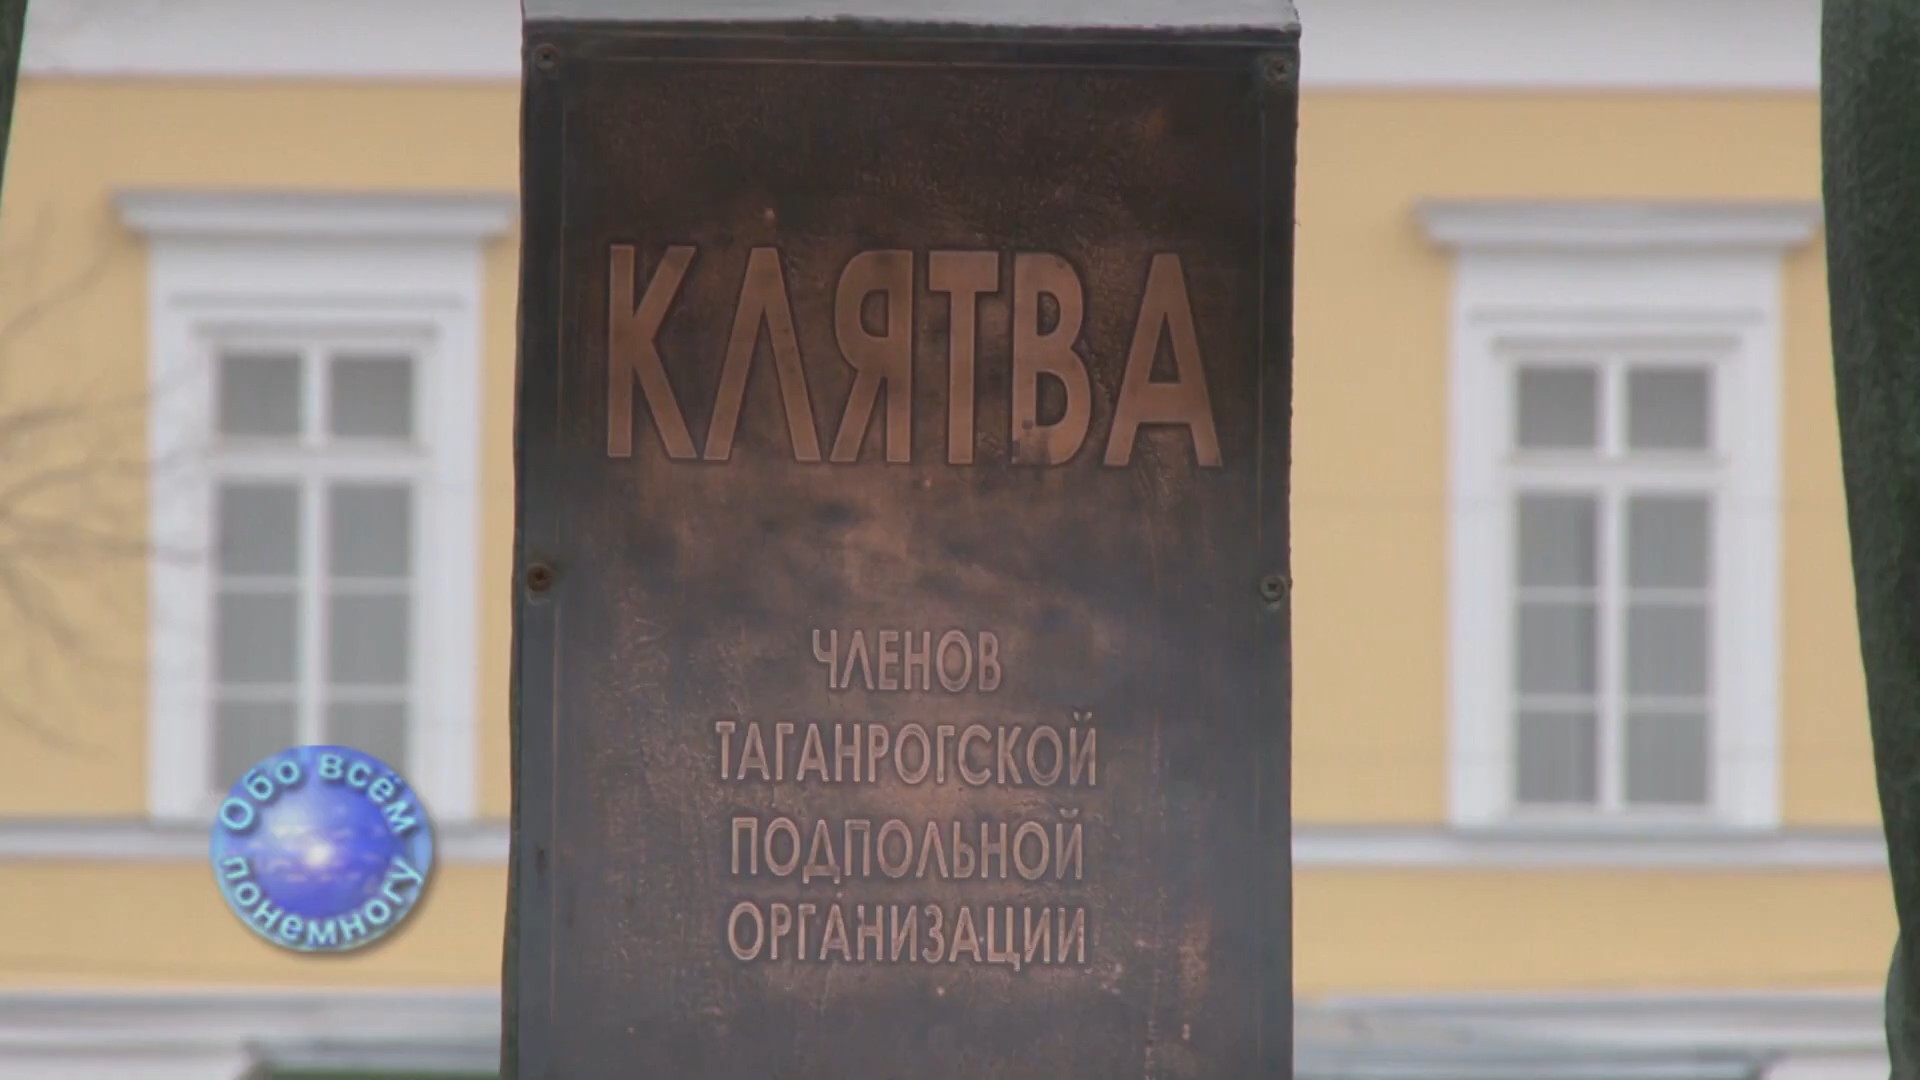 КЛЯТВА
ЧЛЕНОВ
ТАГАНРОГСКОЙ
ПОДПОЛЬНОЙ
ОРГАНИЗАЦИИ
Обо всём
понемногу